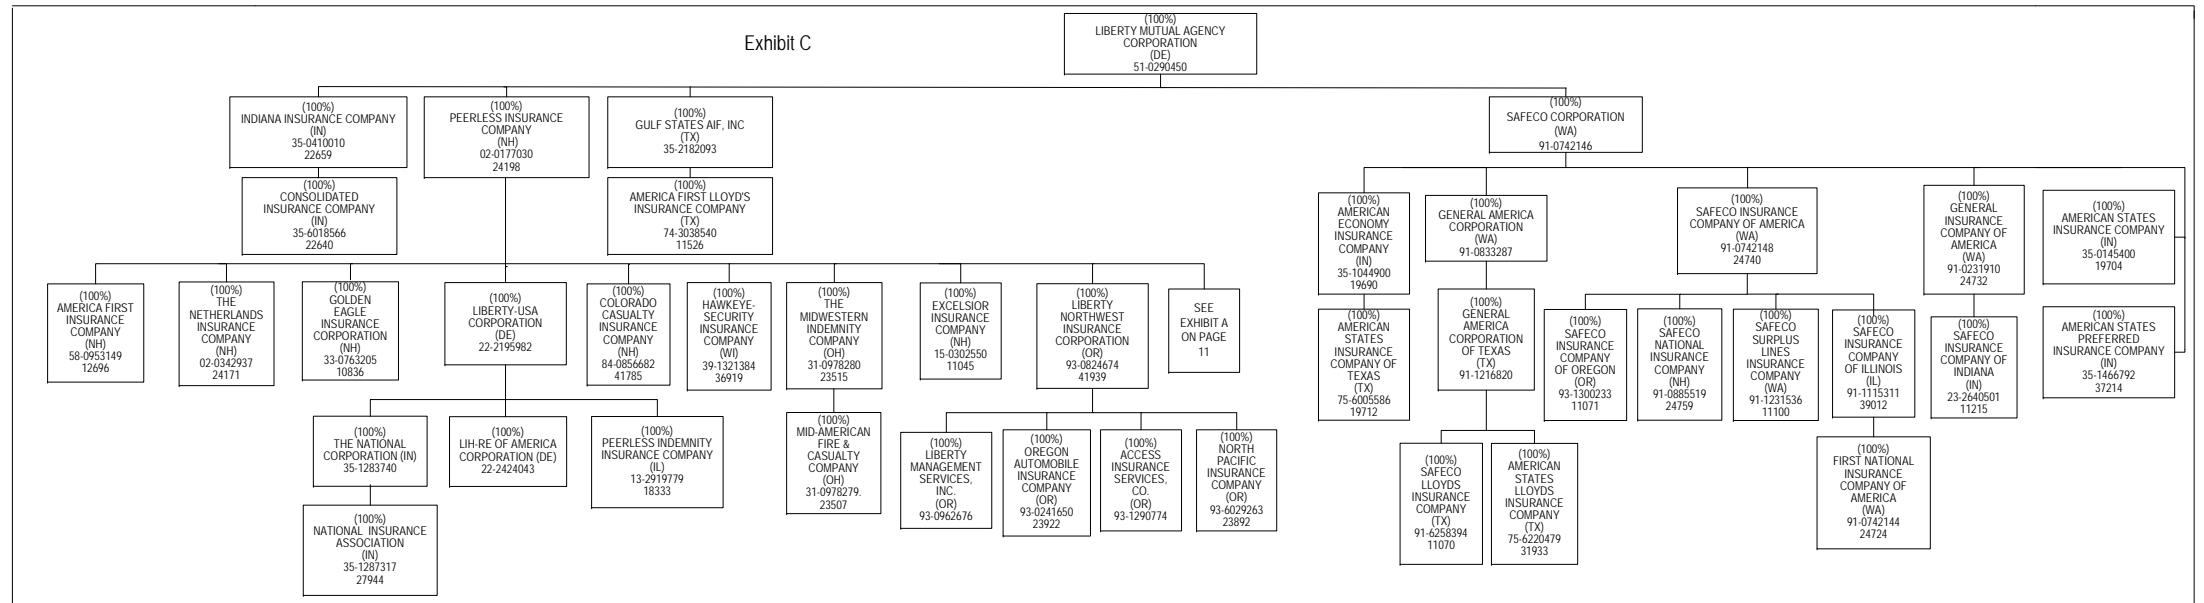 Exhibit C
(100%)
LIBERTY MUTUAL AGENCY
CORPORATION
(DE)
51-0290450
(100%)
INDIANA INSURANCE COMPANY
(IN)
35-0410010
22659
(100%)
PEERLESS INSURANCE
COMPANY
(NH)
02-0177030
24198
(100%)
GULF STATES AIF, INC
(TX)
35-2182093
(100%)
SAFECO CORPORATION
(WA)
91-0742146
(100%)
CONSOLIDATED
INSURANCE COMPANY
(IN)
35-6018566
22640
(100%)
AMERICA FIRST LLOYD'S
INSURANCE COMPANY
(TX)
74-3038540
11526
(100%)
AMERICAN
ECONOMY
INSURANCE
COMPANY
(IN)
35-1044900
19690
(100%)
GENERAL AMERICA
CORPORATION
(WA)
91-0833287
(100%)
SAFECO INSURANCE
COMPANY OF AMERICA
(WA)
91-0742148
24740
(100%)
GENERAL
INSURANCE
COMPANY OF
AMERICA
(WA)
91-0231910
24732
(100%)
AMERICAN STATES
INSURANCE COMPANY
(IN)
35-0145400
19704
(100%)
AMERICA FIRST
INSURANCE
COMPANY
(NH)
58-0953149
12696
(100%)
THE
NETHERLANDS
INSURANCE
COMPANY
(NH)
02-0342937
24171
(100%)
GOLDEN
EAGLE
INSURANCE
CORPORATION
(NH)
33-0763205
10836
(100%)
LIBERTY-USA
CORPORATION
(DE)
22-2195982
(100%)
COLORADO
CASUALTY
INSURANCE
COMPANY
(NH)
84-0856682
41785
(100%)
HAWKEYE-
SECURITY
INSURANCE
COMPANY
(WI)
39-1321384
36919
(100%)
THE
MIDWESTERN
INDEMNITY
COMPANY
(OH)
31-0978280
23515
(100%)
EXCELSIOR
INSURANCE
COMPANY
(NH)
15-0302550
11045
(100%)
LIBERTY
NORTHWEST
INSURANCE
CORPORATION
(OR)
93-0824674
41939
SEE
EXHIBIT A
ON PAGE
11
(100%)
AMERICAN
STATES
INSURANCE
COMPANY OF
TEXAS
(TX)
75-6005586
19712
(100%)
GENERAL
AMERICA
CORPORATION
OF TEXAS
(TX)
91-1216820
(100%)
SAFECO
INSURANCE
COMPANY
OF OREGON
(OR)
93-1300233
11071
(100%)
SAFECO
NATIONAL
INSURANCE
COMPANY
(NH)
91-0885519
24759
(100%)
SAFECO
SURPLUS
LINES
INSURANCE
COMPANY
(WA)
91-1231536
11100
(100%)
SAFECO
INSURANCE
COMPANY
OF ILLINOIS
(IL)
91-1115311
39012
(100%)
SAFECO
INSURANCE
COMPANY OF
INDIANA
(IN)
23-2640501
11215
(100%)
AMERICAN STATES
PREFERRED
INSURANCE COMPANY
(IN)
35-1466792
37214
(100%)
THE NATIONAL
CORPORATION (IN)
35-1283740
(100%)
LIH-RE OF AMERICA
CORPORATION (DE)
22-2424043
(100%)
PEERLESS INDEMNITY
INSURANCE COMPANY
(IL)
13-2919779
18333
(100%)
MID-AMERICAN
FIRE &
CASUALTY
COMPANY
(OH)
31-0978279.
23507
(100%)
LIBERTY
MANAGEMENT
SERVICES,
INC.
(OR)
93-0962676
(100%)
OREGON
AUTOMOBILE
INSURANCE
COMPANY
(OR)
93-0241650
23922
(100%)
ACCESS
INSURANCE
SERVICES,
CO.
(OR)
93-1290774
(100%)
NORTH
PACIFIC
INSURANCE
COMPANY
(OR)
93-6029263
23892
(100%)
SAFECO
LLOYDS
INSURANCE
COMPANY
(TX)
91-6258394
11070
(100%)
AMERICAN
STATES
LLOYDS
INSURANCE
COMPANY
(TX)
75-6220479
31933
(100%)
FIRST NATIONAL
INSURANCE
COMPANY OF
AMERICA
(WA)
91-0742144
24724
(100%)
NATIONAL INSURANCE
ASSOCIATION
(IN)
35-1287317
27944